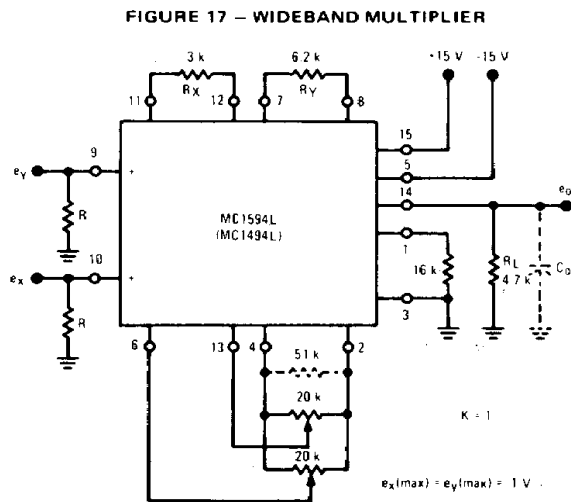 FIGURE 17 – WIDEBAND MULTIPLIER
3 k
6.2 k
+15 V
-15 V
11
RX
12
7
RY
8
15
9
eY
5
14
eo
R
MC1594L
(MC1494L)
1
10
eX
16 k
RL
4.7 k
Co
R
3
6
13
4
2
51 k
20 k
K = 1
20 k
eX(max) = eY(max) = 1 V